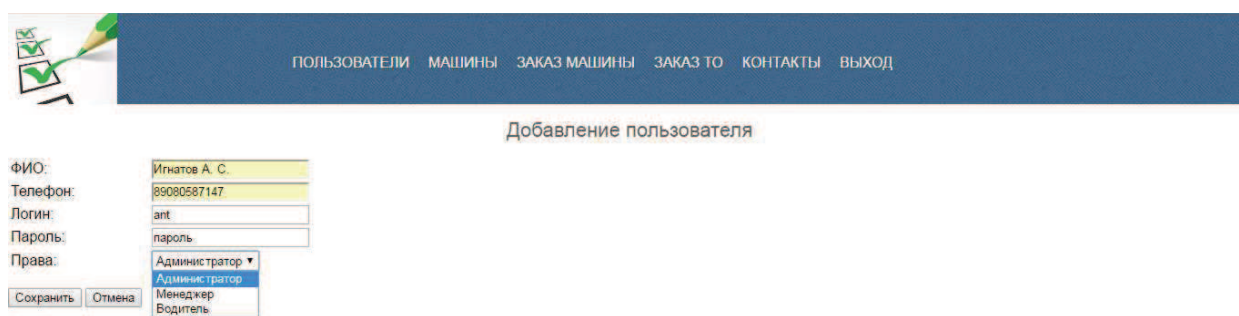 ПОЛЬЗОВАТЕЛИ МАШИНЫ ЗАКАЗ МАШИНЫ ЗАКАЗ ТО КОНТАКТЫ ВЫХОД
Добавление пользователя
ФИО: Игнатов А. С.
Телефон: 89080587147
Логин: ant
Пароль: пароль
Права: Администратор
Администратор
Сохранить Отмена Менеджер
Водитель